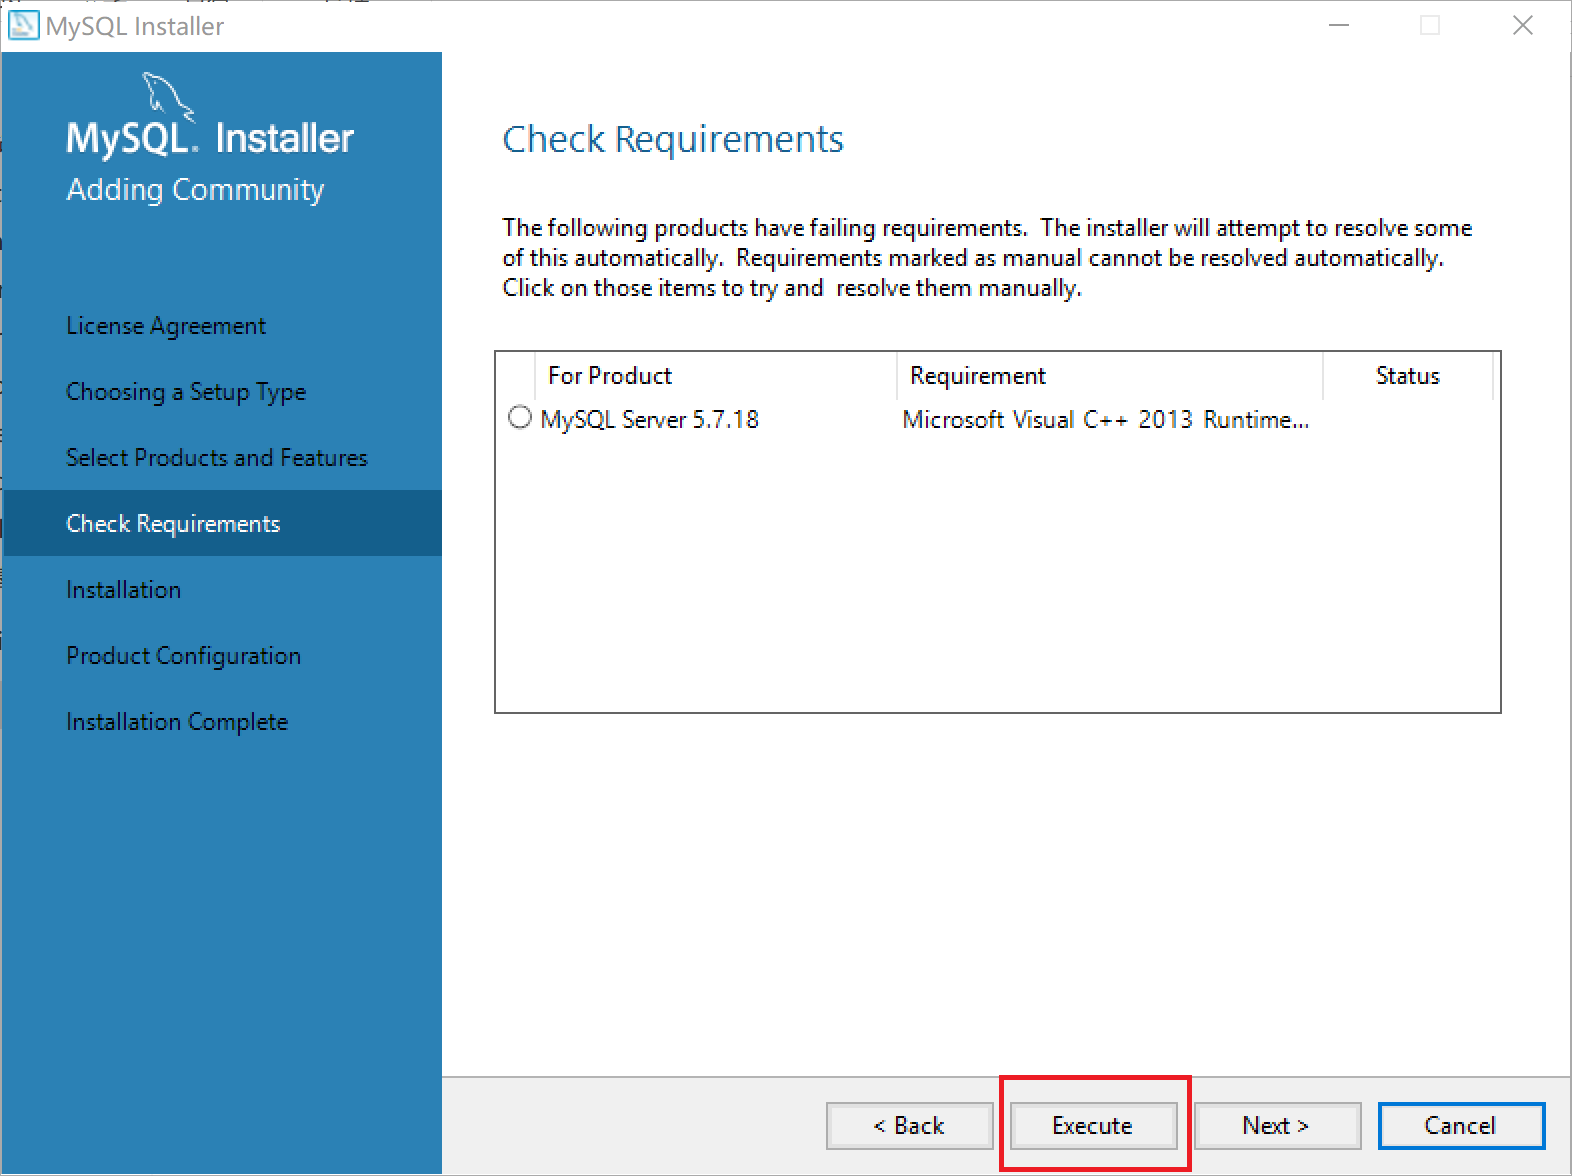 MySQL Installer
MySQL. Installer
Adding Community
License Agreement
Choosing a Setup Type
Select Products and Features
Check Requirements
Installation
Product Configuration
Installation Complete
Check Requirements
The following products have failing requirements.  The installer will attempt to resolve some
of this automatically.  Requirements marked as manual cannot be resolved automatically.
Click on those items to try and  resolve them manually.
For Product Requirement Status
MySQL Server 5.7.18 Microsoft Visual C++ 2013 Runtime...
< Back Execute Next > Cancel